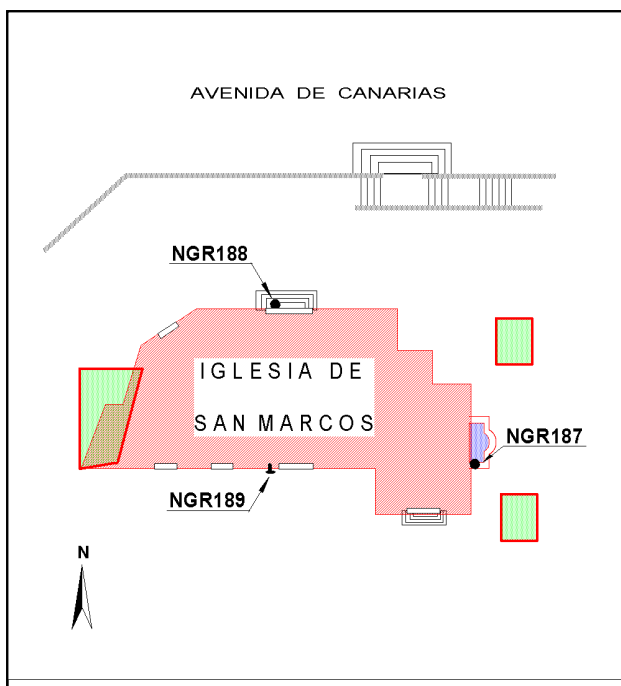 AVENIDA DE CANARIAS
NGR188
IGLESIA DE
SAN MARCOS
NGR187
NGR189
N